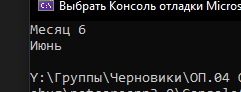 Выбрать Консоль отладки Micros
Месяц 6
Июнь
Y:\Группы\Черновики\ОП.04